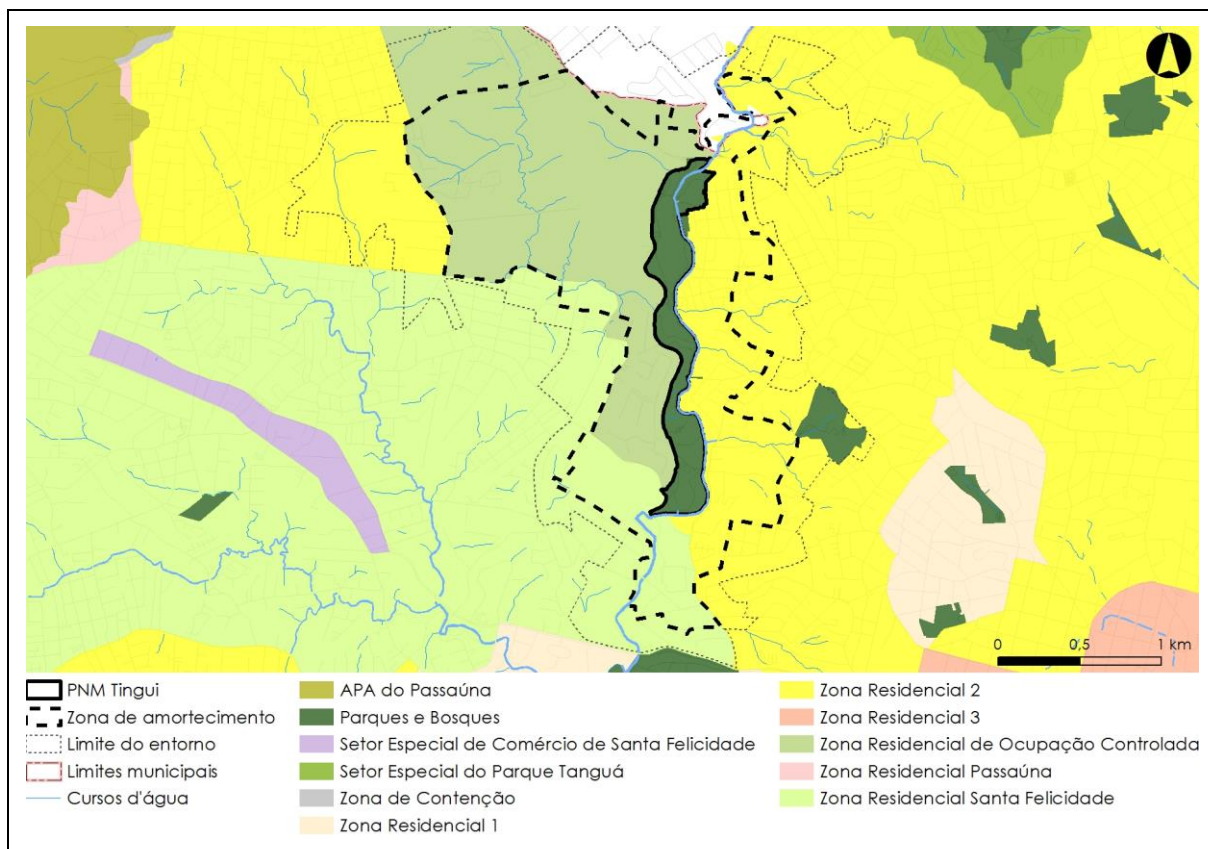 0 0,5 1 km
PNM Tingui
Zona de amortecimento
Limite do entorno
Limites municipais
Cursos d'água
APA do Passaúna
Parques e Bosques
Setor Especial de Comércio de Santa Felicidade
Setor Especial do Parque Tanguá
Zona de Contenção
Zona Residencial 1
Zona Residencial 2
Zona Residencial 3
Zona Residencial de Ocupação Controlada
Zona Residencial Passaúna
Zona Residencial Santa Felicidade